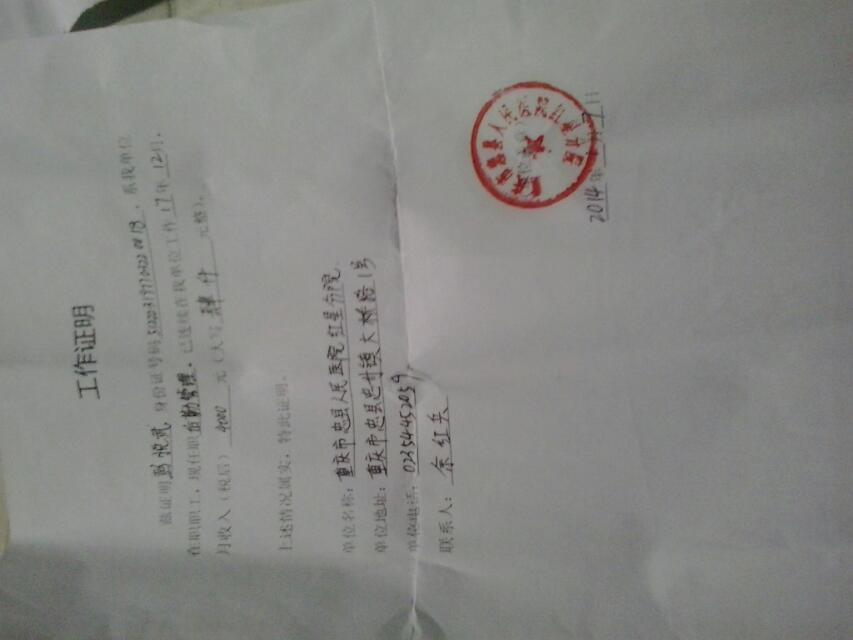 工作证明
兹证明 身份证号码 ，系我单位
在职职工，现任职后勤管理，已连续在我单位工作17年12月，
月收入（税后）4000元（大写 肆仟 元整）。
上述情况属实，特此证明。
单位名称：重庆市忠县人民医院红星分院
单位地址：重庆市忠县忠州镇大桥路1号
单位电话：02354452059
联系人：余红兵
2014年